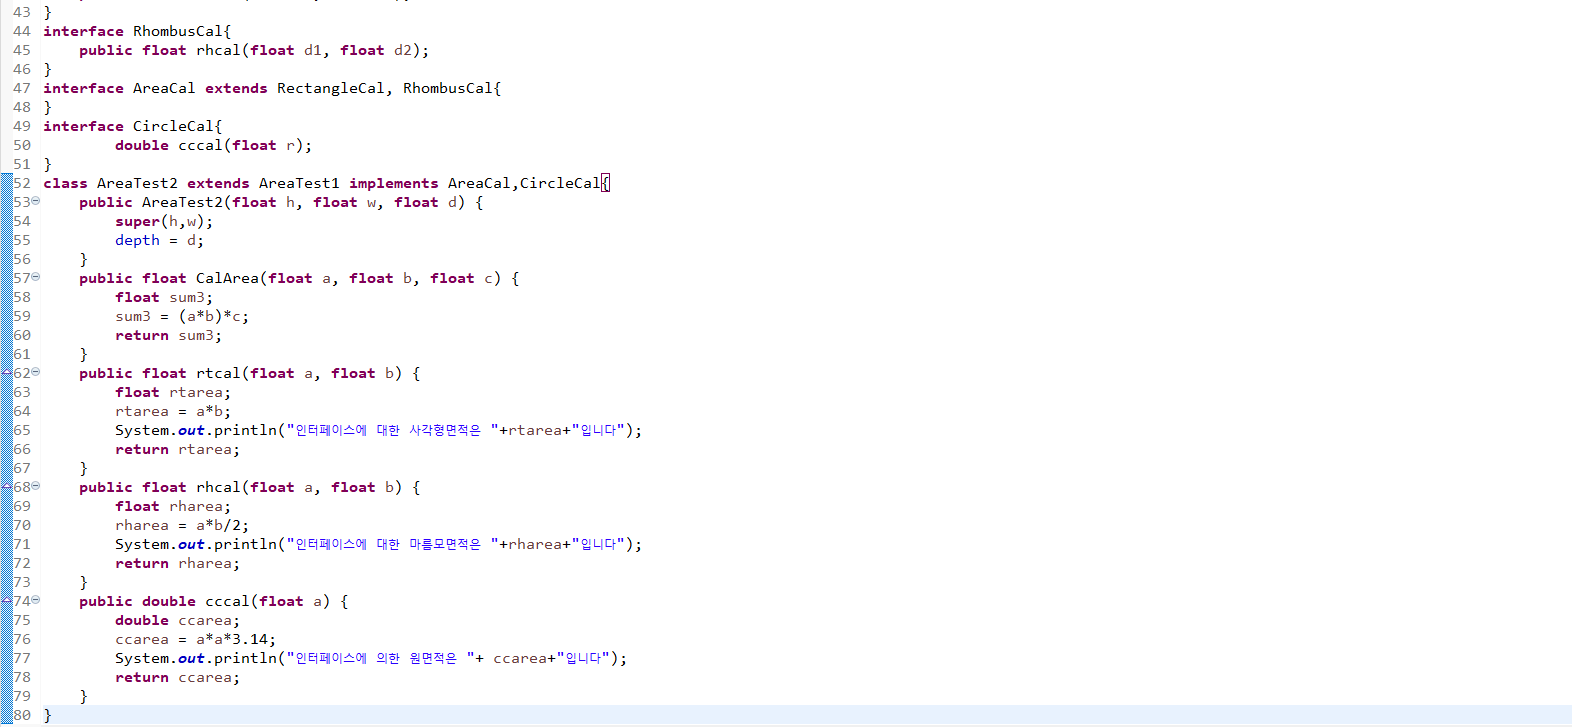 43 }
44 interface RhombusCal{
45     public float rhcal(float d1, float d2);
46 }
47 interface AreaCal extends RectangleCal, RhombusCal{
48 }
49 interface CircleCal{
50         double cccal(float r);
51 }
52 class AreaTest2 extends AreaTest1 implements AreaCal,CircleCal{
53     public AreaTest2(float h, float w, float d) {
54         super(h,w);
55         depth = d;
56     }
57     public float CalArea(float a, float b, float c) {
58         float sum3;
59         sum3 = (a*b)*c;
60         return sum3;
61     }
62     public float rtcal(float a, float b) {
63         float rtarea;
64         rtarea = a*b;
65         System.out.println("인터페이스에 대한 사각형면적은 "+rtarea+"입니다");
66         return rtarea;
67     }
68     public float rhcal(float a, float b) {
69         float rharea;
70         rharea = a*b/2;
71         System.out.println("인터페이스에 대한 마름모면적은 "+rharea+"입니다");
72         return rharea;
73     }
74     public double cccal(float a) {
75         double ccarea;
76         ccarea = a*a*3.14;
77         System.out.println("인터페이스에 의한 원면적은 "+ ccarea+"입니다");
78         return ccarea;
79     }
80 }